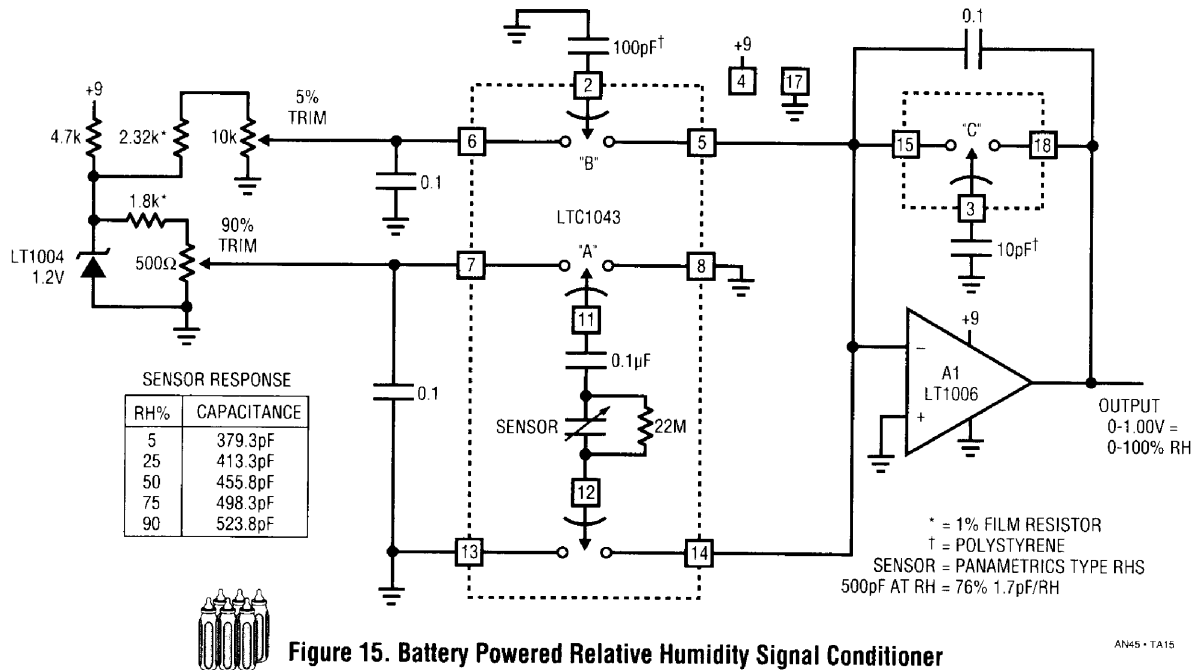 100pF†
+9
0.1
2
4
17
+9
5%
TRIM
4.7k
2.32k*
10k
6
5
15
"C"
18
"B"
0.1
3
1.8k*
LTC1043
90%
TRIM
10pF†
LT1004
1.2V
500Ω
7
"A"
8
11
+9
0.1µF
A1
LT1006
−
+
SENSOR RESPONSE
0.1
RH% CAPACITANCE
5 379.3pF
25 413.3pF
50 455.8pF
75 498.3pF
90 523.8pF
SENSOR
22M
OUTPUT
0-1.00V =
0-100% RH
12
13
14
* = 1% FILM RESISTOR
† = POLYSTYRENE
SENSOR = PANAMETRICS TYPE RHS
500pF AT RH = 76% 1.7pF/RH
Figure 15. Battery Powered Relative Humidity Signal Conditioner
AN45 • TA15